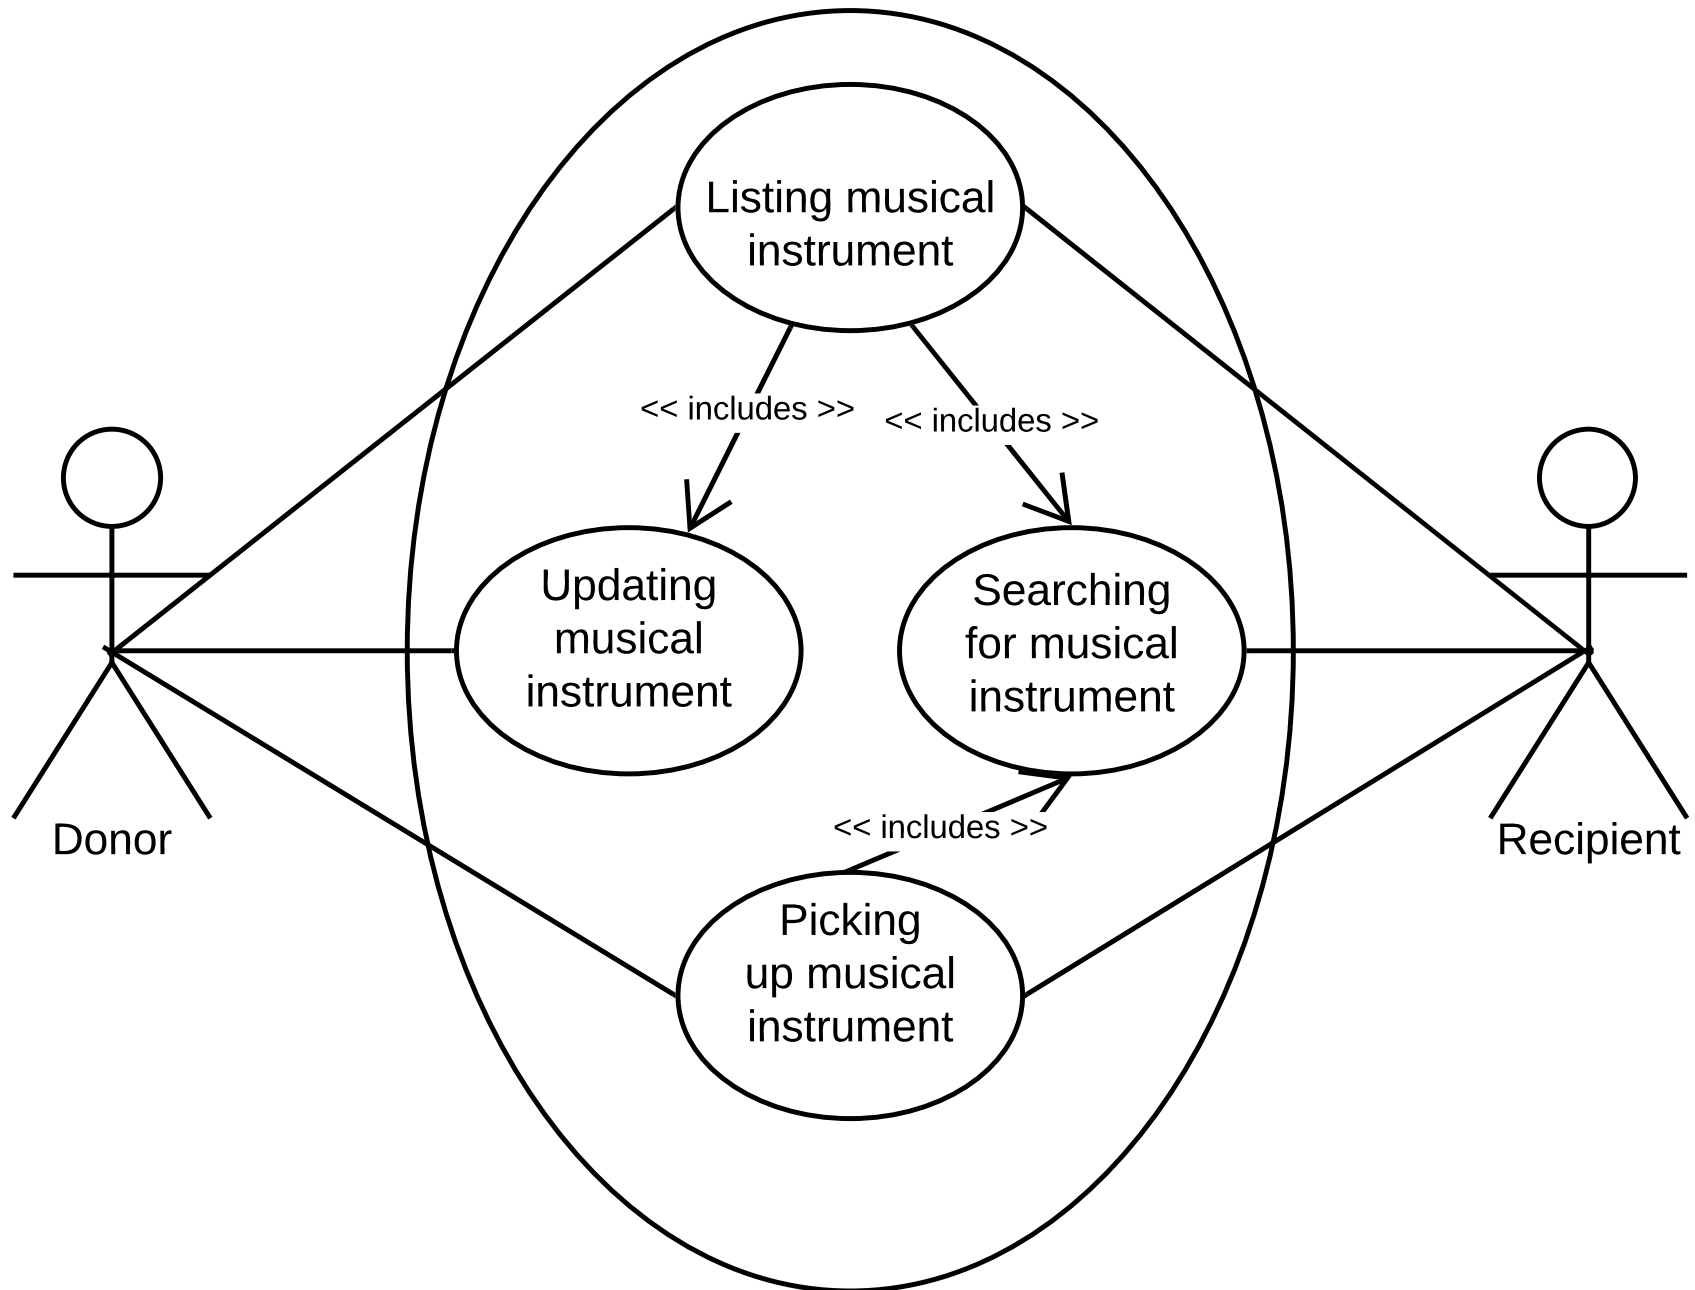 Listing musical
instrument
<< includes >>
<< includes >>
Updating
musical
instrument
Searching
for musical
instrument
<< includes >>
Donor
Recipient
Picking
up musical
instrument